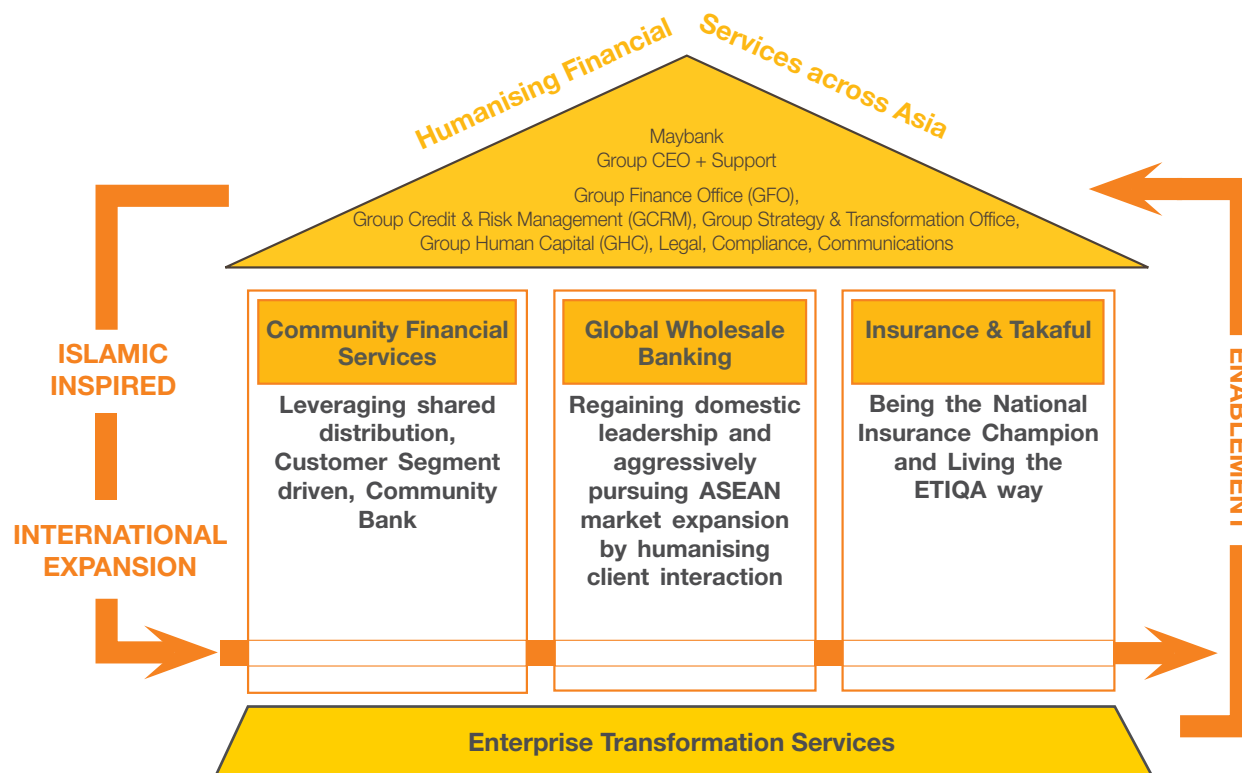 Humanising Financial
Services across Asia
Maybank
Group CEO + Support
Group Finance Office (GFO),
Group Credit & Risk Management (GCRM), Group Strategy & Transformation Office,
Group Human Capital (GHC), Legal, Compliance, Communications
ISLAMIC
INSPIRED
INTERNATIONAL
EXPANSION
Community Financial
Services
Leveraging shared
distribution,
Customer Segment
driven, Community
Bank
Global Wholesale
Banking
Regaining domestic
leadership and
aggressively
pursuing ASEAN
market expansion
by humanising
client interaction
Insurance & Takaful
Being the National
Insurance Champion
and Living the
ETIQA way
ENABLEMENT
Enterprise Transformation Services